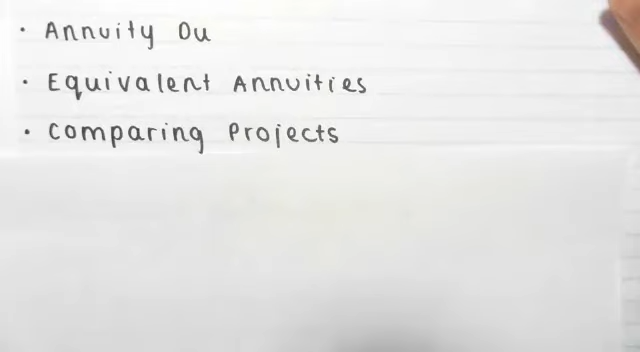 · Annuity Du
· Equivalent Annuities
· Comparing Projects